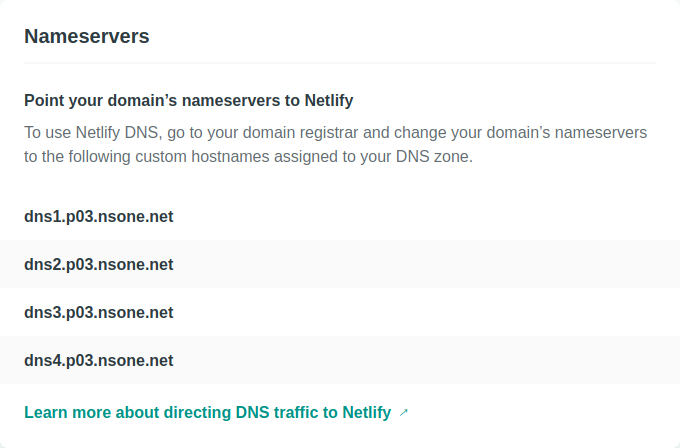 Nameservers
Point your domain’s nameservers to Netlify
To use Netlify DNS, go to your domain registrar and change your domain’s nameservers
to the following custom hostnames assigned to your DNS zone.
dns1.p03.nsone.net
dns2.p03.nsone.net
dns3.p03.nsone.net
dns4.p03.nsone.net
Learn more about directing DNS traffic to Netlify ↗